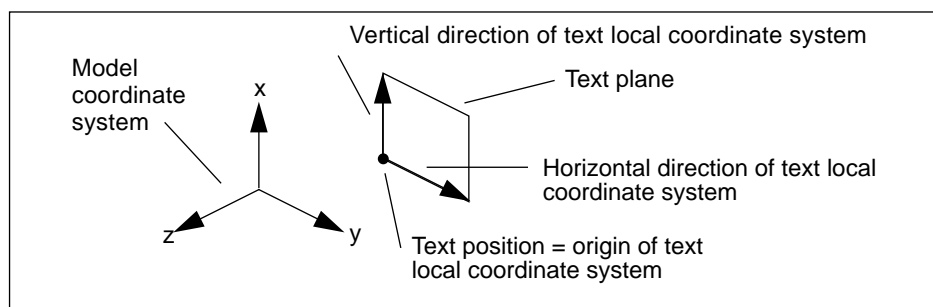 Vertical direction of text local coordinate system
Model
coordinate
system
Text plane
x
Horizontal direction of text local
coordinate system
z
y
Text position = origin of text
local coordinate system